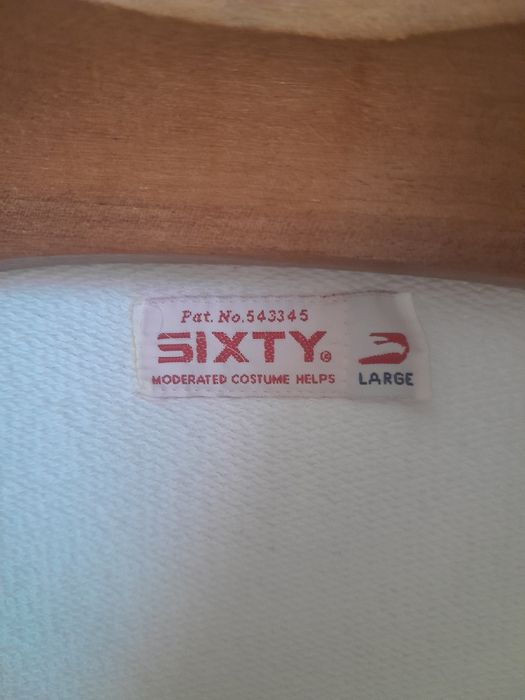 Pat. No.543345
SIXTY®
MODERATED COSTUME HELPS
LARGE